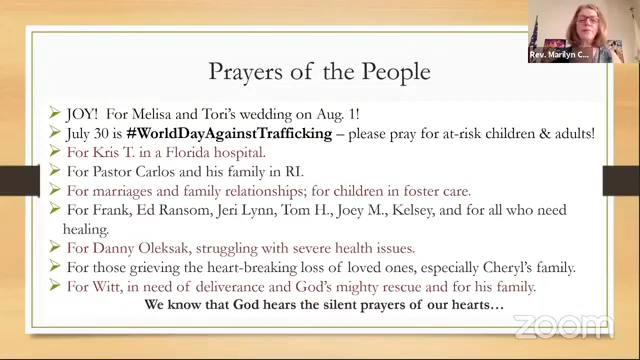 Rev. Marilyn C...
Prayers of the People
JOY! For Melisa and Tori's wedding on Aug. 1!
July 30 is #WorldDayAgainstTrafficking – please pray for at-risk children & adults!
For Kris T. in a Florida hospital.
For Pastor Carlos and his family in RI.
For marriages and family relationships; for children in foster care.
For Frank, Ed Ransom, Jeri Lynn, Tom H., Joey M., Kelsey, and for all who need
healing.
For Danny Oleksak, struggling with severe health issues.
For those grieving the heart-breaking loss of loved ones, especially Cheryl's family.
For Witt, in need of deliverance and God's mighty rescue and for his family.
We know that God hears the silent prayers of our hearts…
zoom